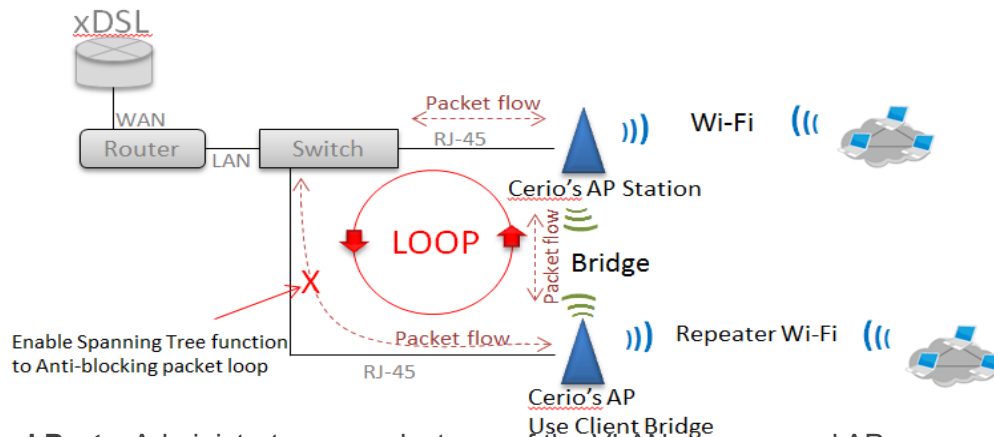 xDSL
WAN
Router
LAN
Switch
Packet flow
RJ-45
Wi-Fi
Cerio's AP Station
LOOP
Packet flow
Bridge
X
Enable Spanning Tree function
to Anti-blocking packet loop
Packet flow
RJ-45
Repeater Wi-Fi
Cerio's AP
Use Client Bridge